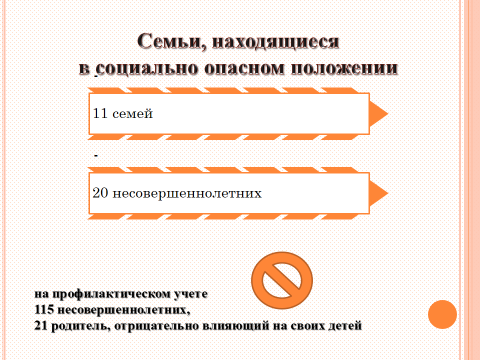 Семьи, находящиеся
в социально опасном положении
-
11 семей
-
20 несовершеннолетних
на профилактическом учете
115 несовершеннолетних,
21 родитель, отрицательно влияющий на своих детей